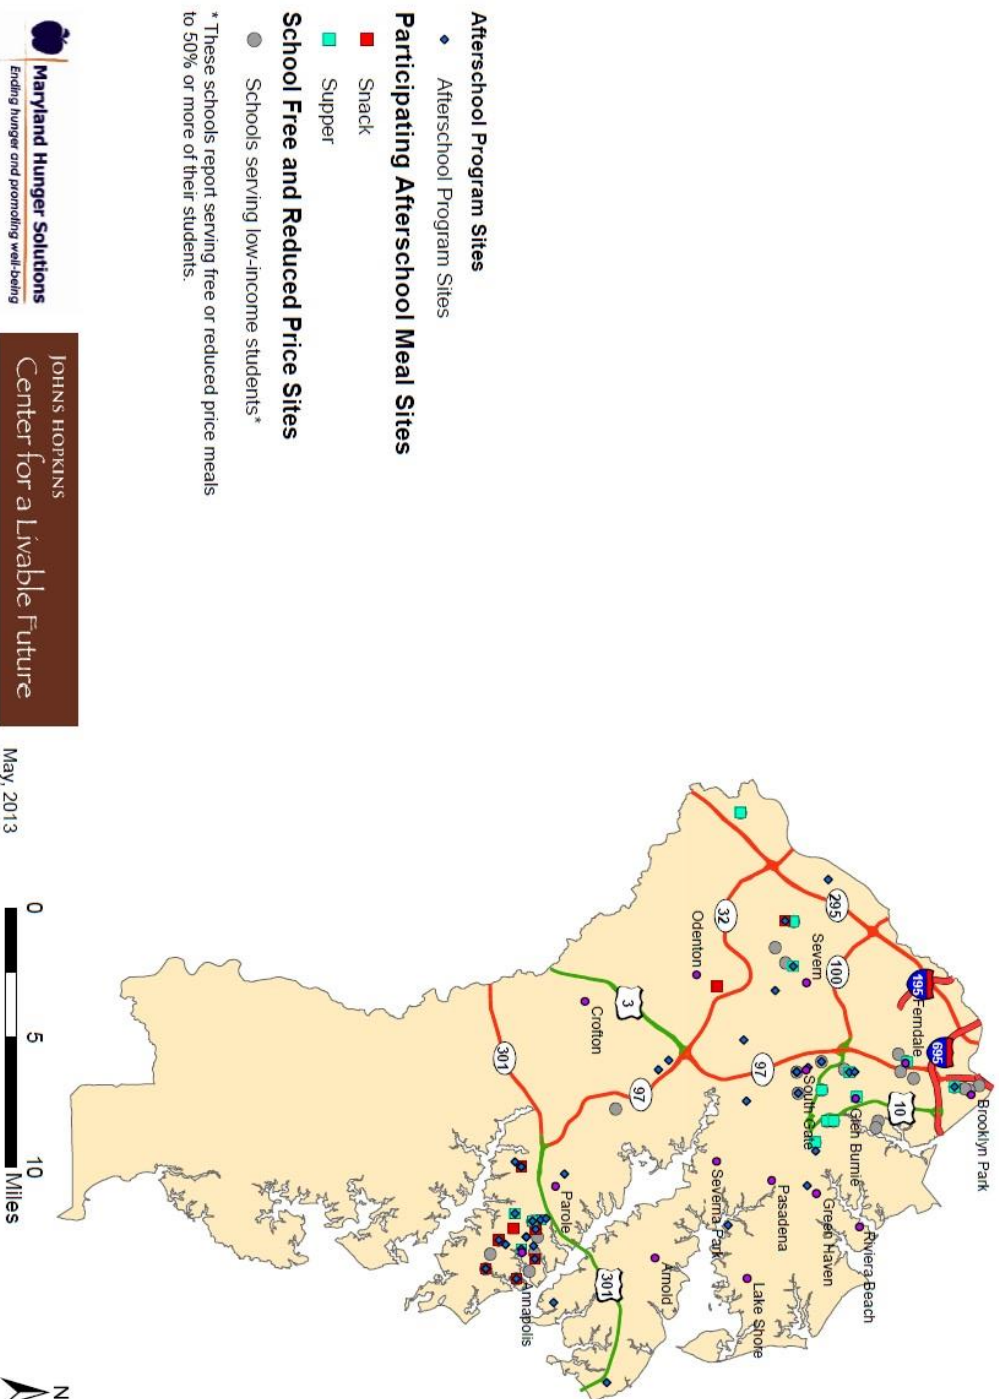 Afterschool Program Sites
Afterschool Program Sites
Participating Afterschool Meal Sites
Snack
Supper
School Free and Reduced Price Sites
Schools serving low-income students*
* These schools report serving free or reduced price meals
to 50% or more of their students.
Maryland Hunger Solutions
Ending hunger and promoting well-being
JOHNS HOPKINS
Center for a Livable Future
May, 2013
0 5 10
Miles
N
Brooklyn Park
695
195
Ferndale
10
295
100
Severn
Glen Burnie
South Gate
Riviera Beach
Green Haven
97
Pasadena
Lake Shore
32
Odenton
Severna Park
Arnold
3
Crofton
97
301
301
Parole
Annapolis